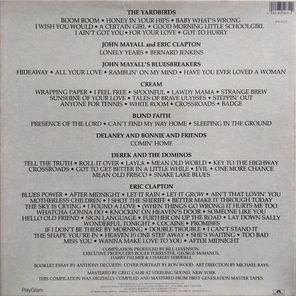 THE YARDBIRDS
BOOM BOOM • HONEY IN YOUR HIPS • BABY WHAT'S WRONG
I WISH YOU WOULD • A CERTAIN GIRL • GOOD MORNING LITTLE SCHOOLGIRL
I AIN'T GOT YOU • FOR YOUR LOVE • GOT TO HURRY
JOHN MAYALL and ERIC CLAPTON
LONELY YEARS • BERNARD JENKINS
JOHN MAYALL'S BLUESBREAKERS
HIDEAWAY • ALL YOUR LOVE • RAMBLIN' ON MY MIND • HAVE YOU EVER LOVED A WOMAN
CREAM
WRAPPING PAPER • I FEEL FREE • SPOONFUL • LAWDY MAMA • STRANGE BREW
SUNSHINE OF YOUR LOVE • TALES OF BRAVE ULYSSES • STEPPIN' OUT
ANYONE FOR TENNIS • WHITE ROOM • CROSSROADS • BADGE
BLIND FAITH
PRESENCE OF THE LORD • CAN'T FIND MY WAY HOME • SLEEPING IN THE GROUND
DELANEY AND BONNIE AND FRIENDS
COMIN' HOME
DEREK AND THE DOMINOS
TELL THE TRUTH • ROLL IT OVER • LAYLA • MEAN OLD WORLD • KEY TO THE HIGHWAY
CROSSROADS • GOT TO GET BETTER IN A LITTLE WHILE • EVIL • ONE MORE CHANCE
MEAN OLD FRISCO • SNAKE LAKE BLUES
ERIC CLAPTON
BLUES POWER • AFTER MIDNIGHT • LET IT RAIN • LET IT GROW • AIN'T THAT LOVIN' YOU
MOTHERLESS CHILDREN • I SHOT THE SHERIFF • BETTER MAKE IT THROUGH TODAY
THE SKY IS CRYING • I FOUND A LOVE • WHEN THINGS GO WRONG IT HURTS ME TOO
WHATCHA GONNA DO • KNOCKIN' ON HEAVEN'S DOOR • SOMEONE LIKE YOU
HELLO OLD FRIEND • SIGN LANGUAGE • FURTHER ON UP THE ROAD • LAY DOWN SALLY
WONDERFUL TONIGHT • COCAINE • PROMISES
IF I DON'T BE THERE BY MORNING • DOUBLE TROUBLE • I CAN'T STAND IT
THE SHAPE YOU'RE IN • HEAVEN IS ONE STEP AWAY • SHE'S WAITING • TOO BAD
MISS YOU • WANNA MAKE LOVE TO YOU • AFTER MIDNIGHT
COMPILATION PRODUCED BY BILL LEVENSON
PolyGram